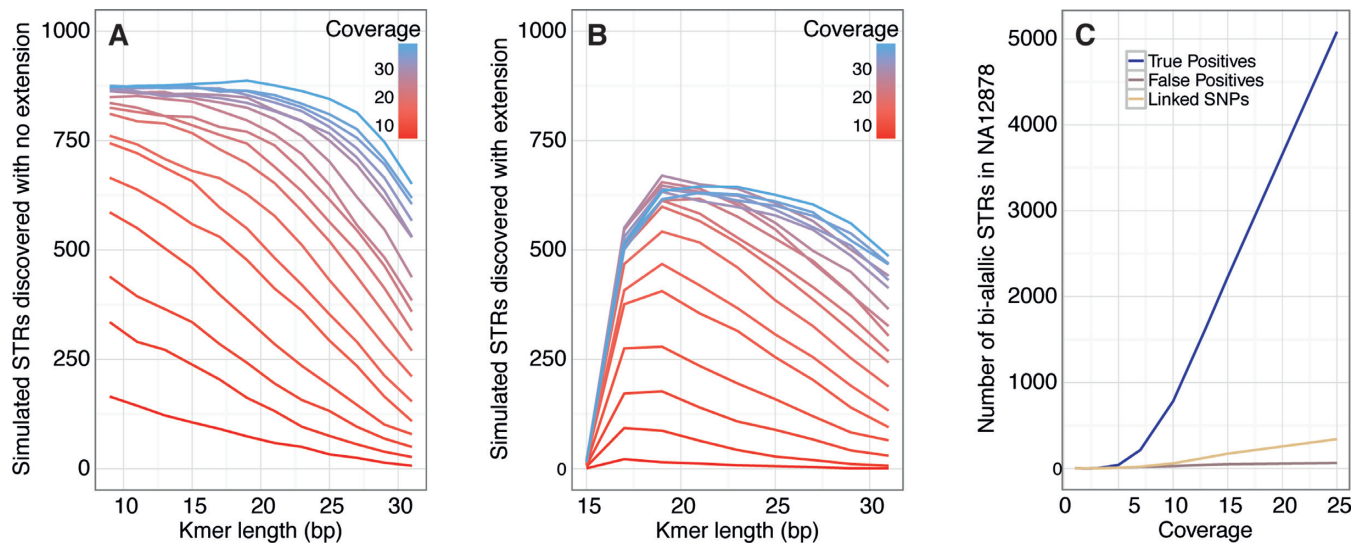 A
Simulated STRs discovered with no extension
1000
750
500
250
0
10
15
20
25
30
Kmer length (bp)
Coverage
30
20
10
B
Simulated STRs discovered with extension
1000
750
500
250
0
15
20
25
30
Kmer length (bp)
Coverage
30
20
10
C
Number of bi-alallic STRs in NA12878
5000
4000
3000
2000
1000
0
0
5
10
15
20
25
Coverage
True Positives
False Positives
Linked SNPs